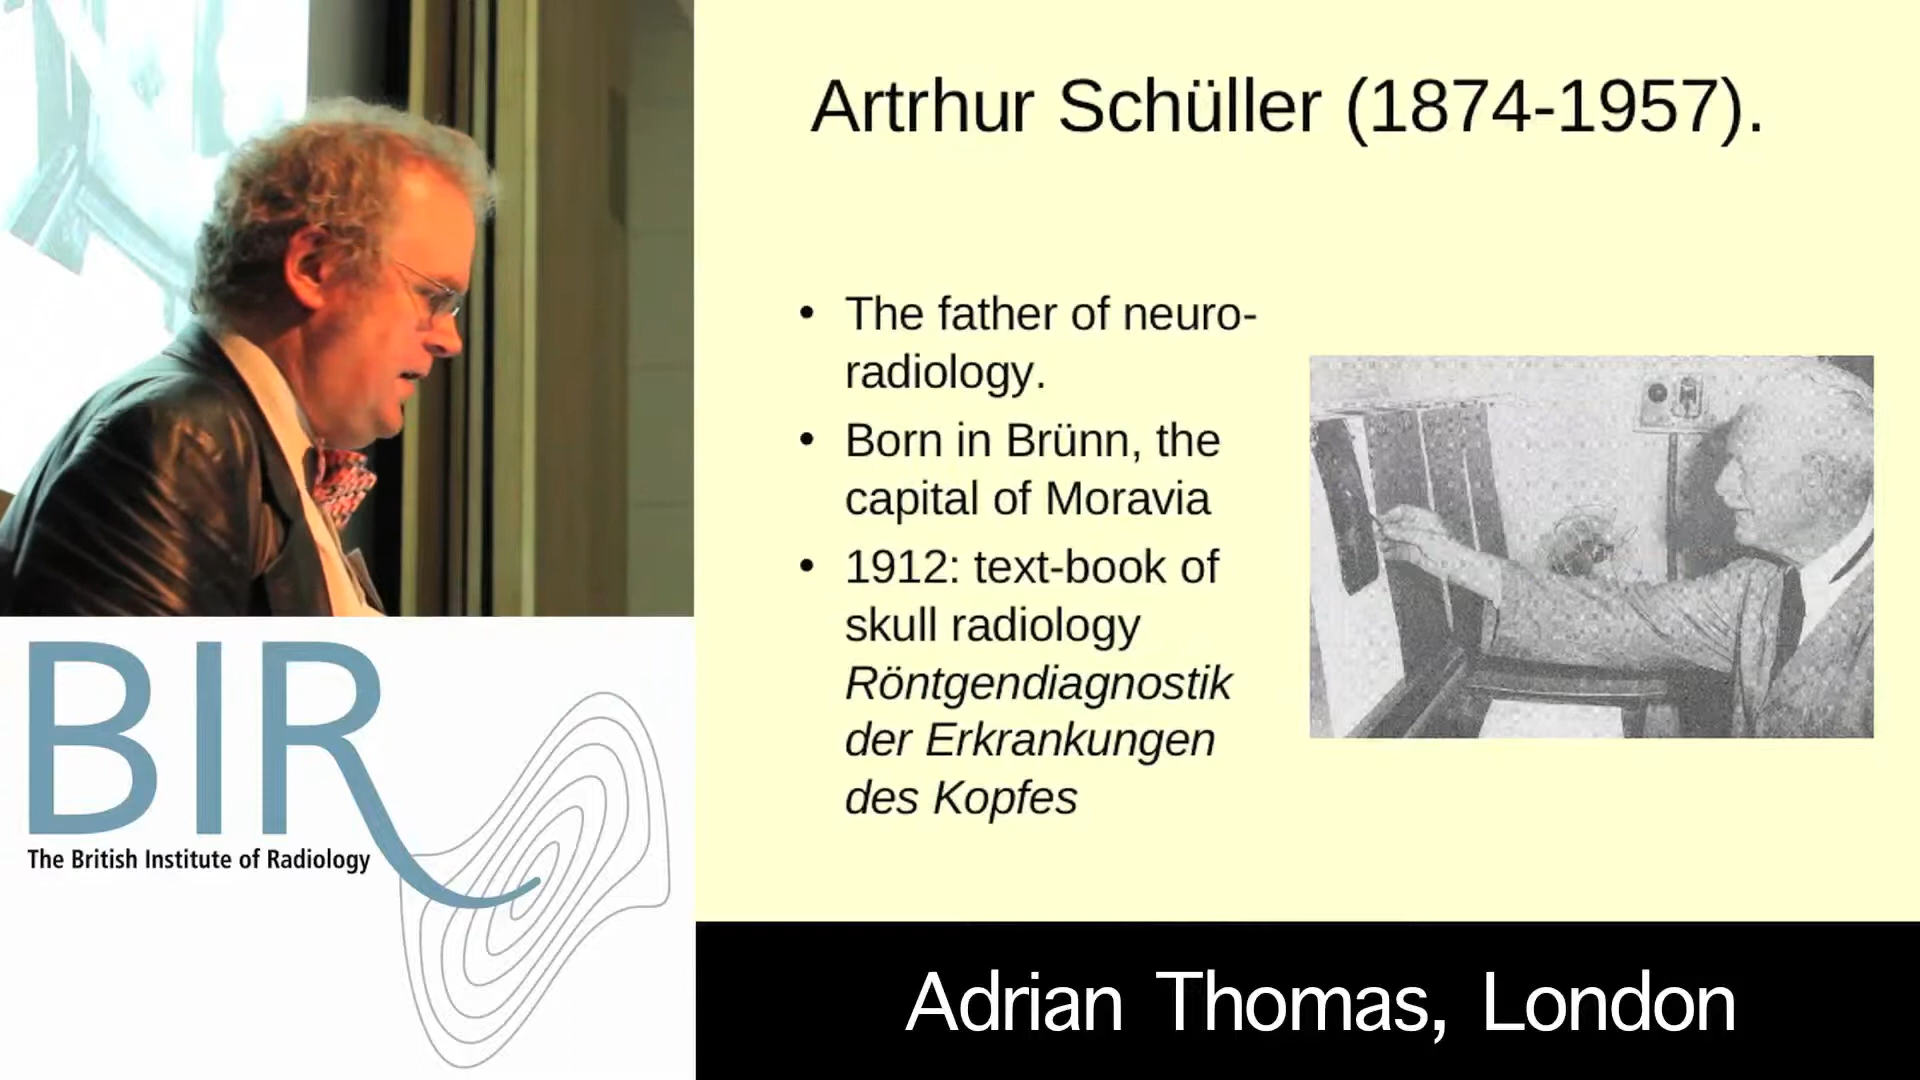 Artrhur Schüller (1874-1957).
• The father of neuro-
radiology.
• Born in Brünn, the
capital of Moravia
• 1912: text-book of
skull radiology
Röntgendiagnostik
der Erkrankungen
des Kopfes
BIR
The British Institute of Radiology
Adrian Thomas, London